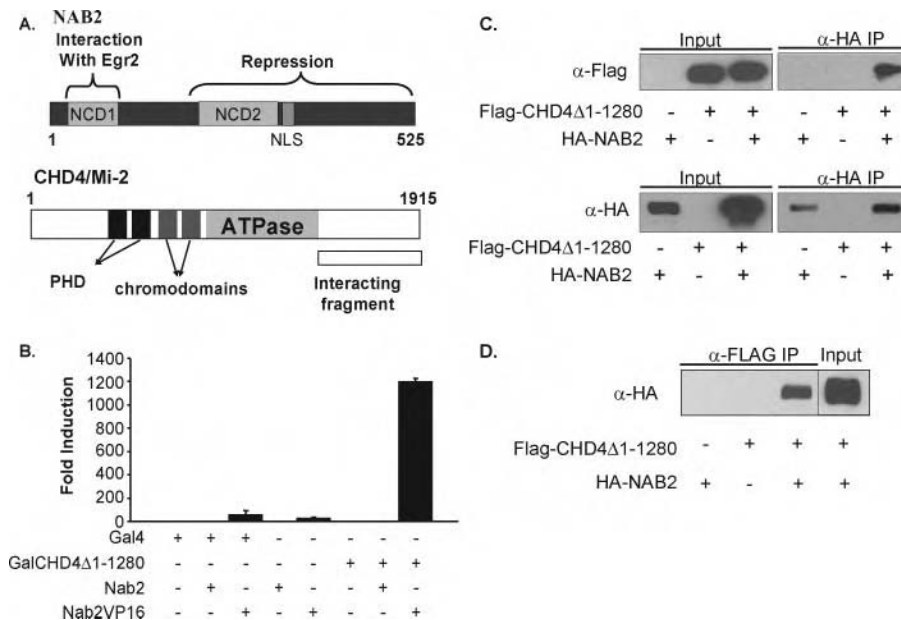 A.
NAB2
Interaction
With Egr2
Repression
NCD1
NCD2
1
NLS
525
CHD4/Mi-2
1
1915
ATPase
PHD
chromodomains
Interacting
fragment
B.
Fold Induction
1400
1200
1000
800
600
400
200
0
Gal4 + + + - - - - -
GalCHD4Δ1-1280 - - - - - + + +
Nab2 - + - + - - + -
Nab2VP16 - - + - + - - +
C.
Input
α-HA IP
α-Flag
Flag-CHD4Δ1-1280 - + + - + +
HA-NAB2 + - + + - +
Input
α-HA IP
α-HA
Flag-CHD4Δ1-1280 - + + - + +
HA-NAB2 + - + + - +
D.
α-FLAG IP Input
α-HA
Flag-CHD4Δ1-1280 - + + +
HA-NAB2 + - + +